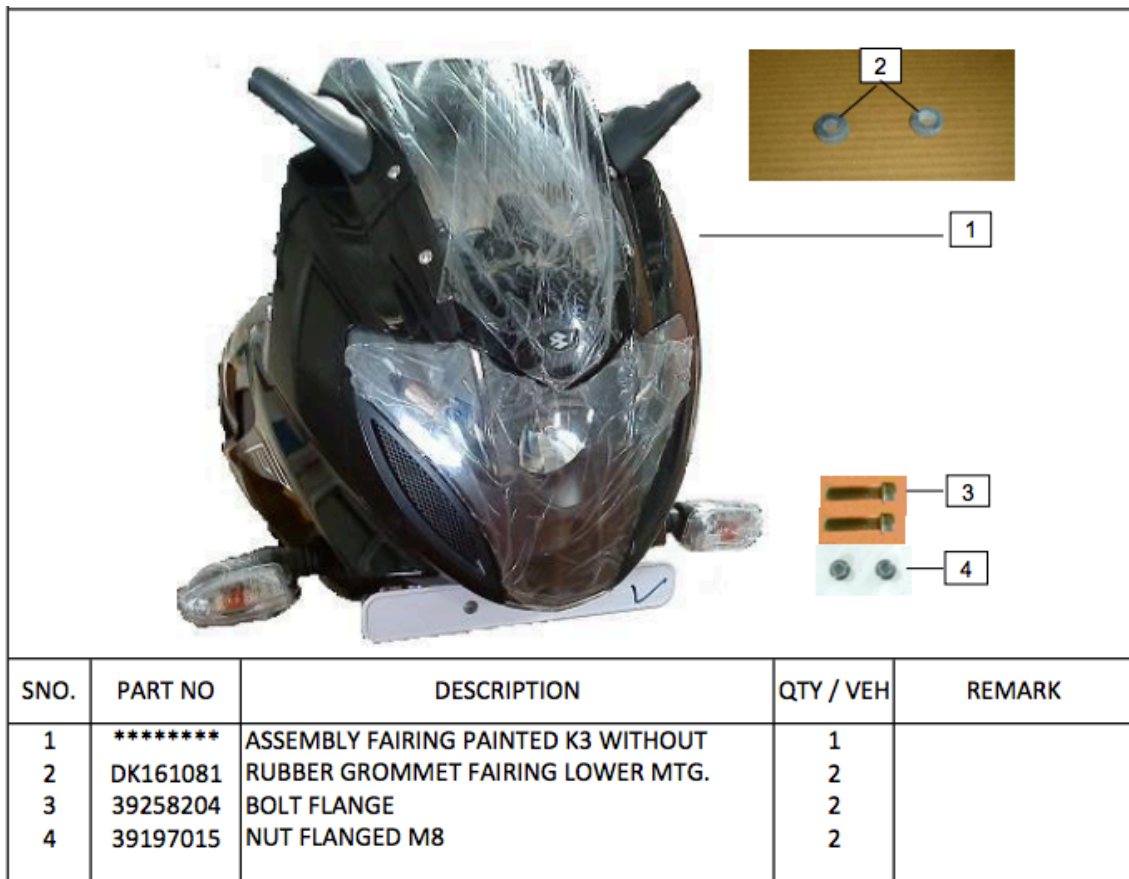 2
1
3
4
SNO. PART NO DESCRIPTION QTY / VEH REMARK
1 ******** ASSEMBLY FAIRING PAINTED K3 WITHOUT 1
2 DK161081 RUBBER GROMMET FAIRING LOWER MTG. 2
3 39258204 BOLT FLANGE 2
4 39197015 NUT FLANGED M8 2